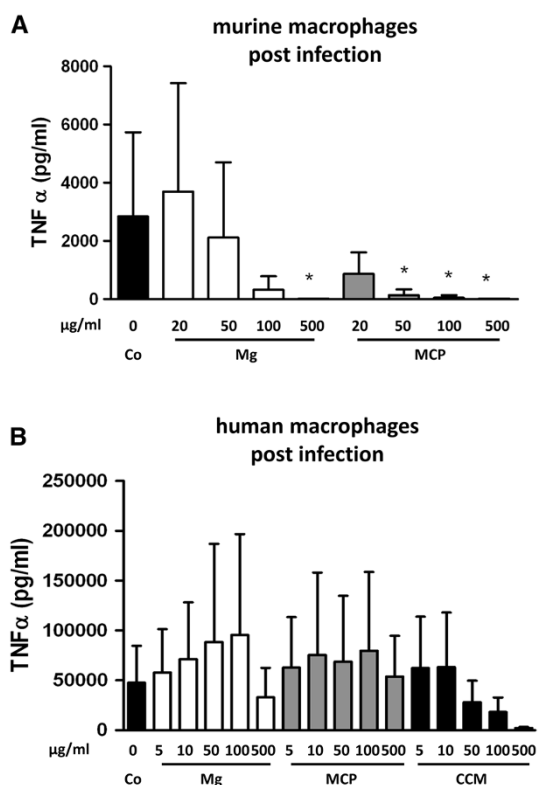 A
murine macrophages
post infection
TNF α (pg/ml)
8000
6000
4000
2000
0
* * * *
µg/ml 0 20 50 100 500 20 50 100 500
Co Mg MCP
B
human macrophages
post infection
TNFα (pg/ml)
250000
200000
150000
100000
50000
0
µg/ml 0 5 10 50 100 500 5 10 50 100 500 5 10 50 100 500
Co Mg MCP CCM